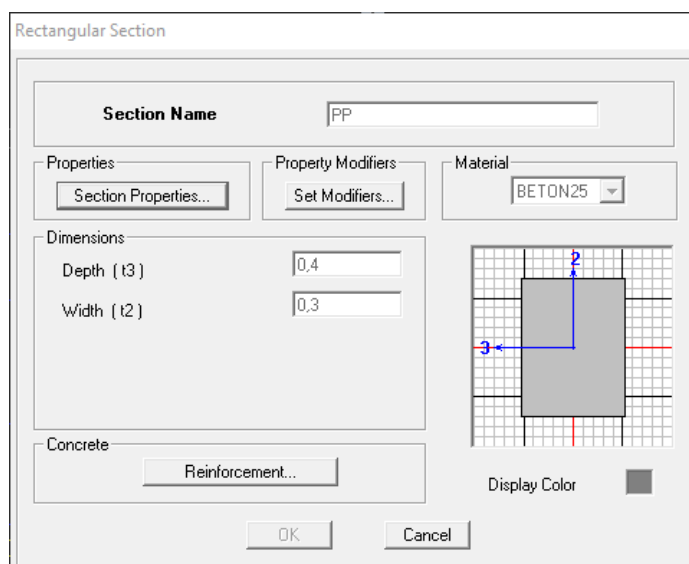 Rectangular Section
Section Name
PP
Properties
Section Properties...
Property Modifiers
Set Modifiers...
Material
BETON25
Dimensions
Depth ( t3 )
0,4
Width ( t2 )
0,3
2
3
Concrete
Reinforcement...
Display Color
OK
Cancel